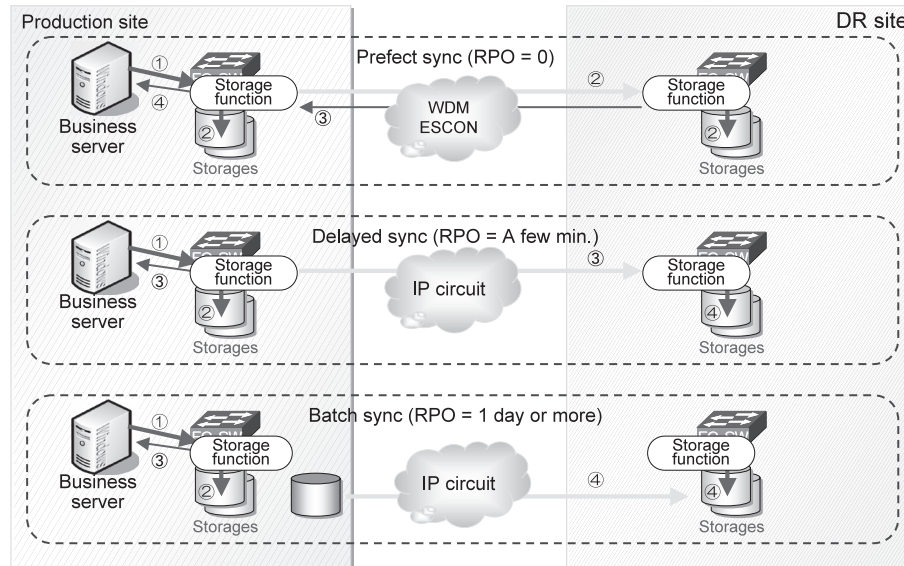 Production site
DR site
Prefect sync (RPO = 0)
①
④
②
③
②
②
Storage
function
WDM
ESCON
Storage
function
Windows
Business
server
Storages
Storages
Delayed sync (RPO = A few min.)
①
③
②
③
④
Storage
function
IP circuit
Storage
function
Windows
Business
server
Storages
Storages
Batch sync (RPO = 1 day or more)
①
③
②
④
④
Storage
function
IP circuit
Storage
function
Windows
Business
server
Storages
Storages